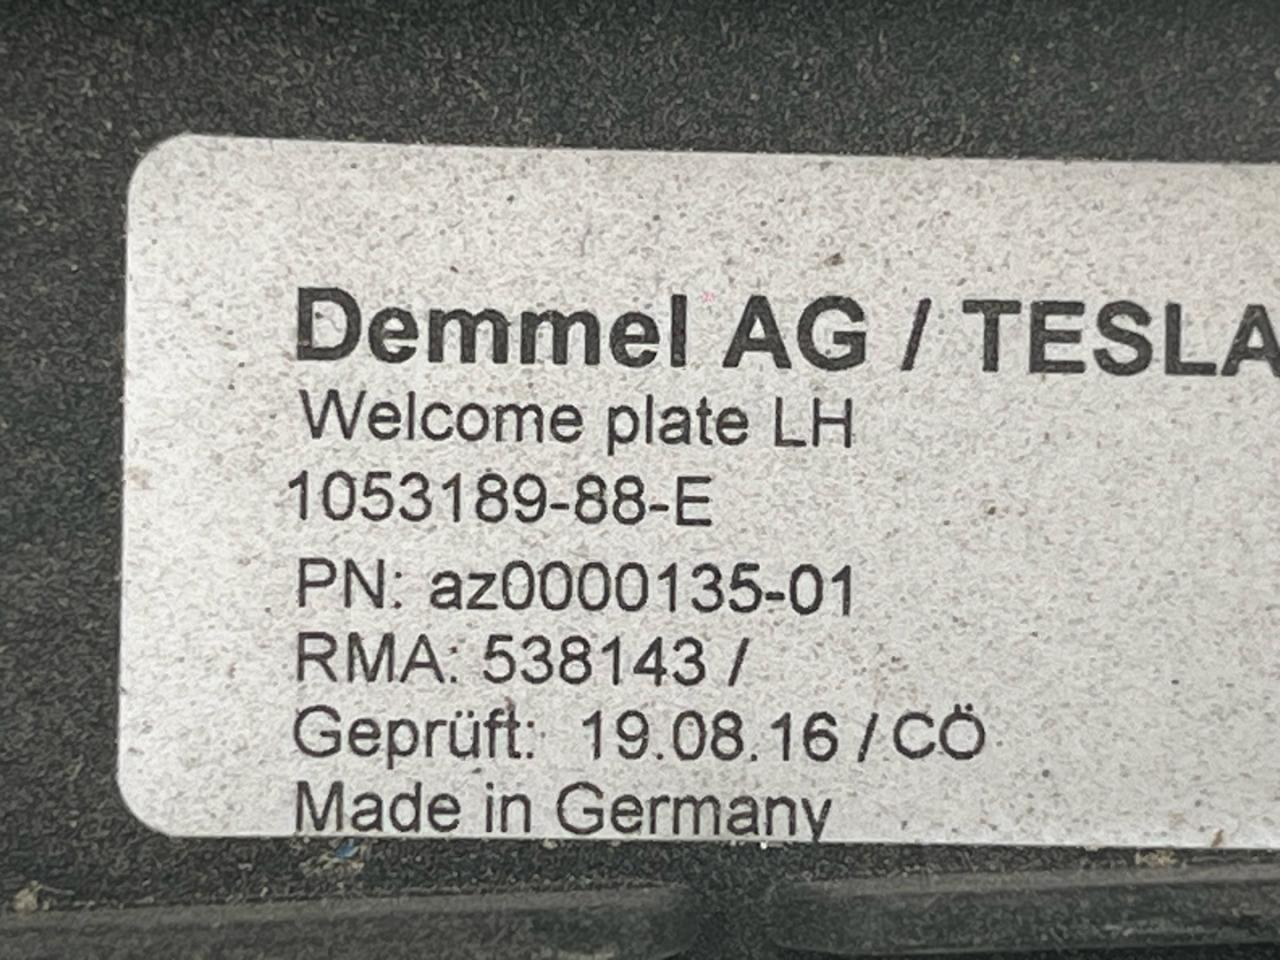 Demmel AG / TESLA
Welcome plate LH
1053189-88-E
PN: az0000135-01
RMA: 538143 /
Geprüft: 19.08.16 / CÖ
Made in Germany